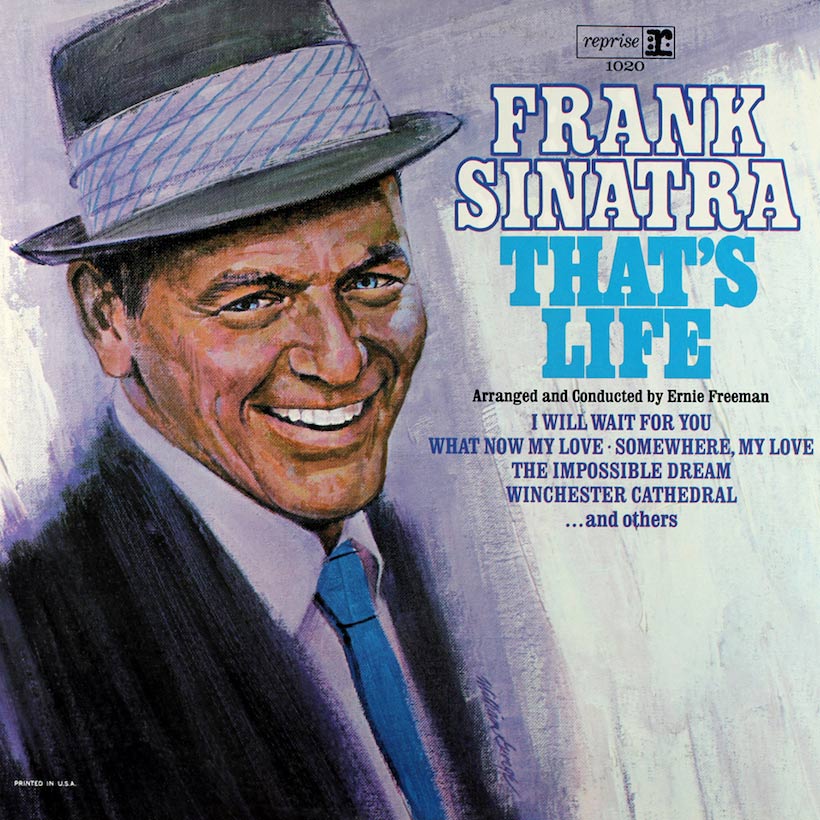 reprise r
1020
FRANK
SINATRA
THAT'S
LIFE
Arranged and Conducted by Ernie Freeman
I WILL WAIT FOR YOU
WHAT NOW MY LOVE · SOMEWHERE, MY LOVE
THE IMPOSSIBLE DREAM
WINCHESTER CATHEDRAL
...and others
PRINTED IN U.S.A.